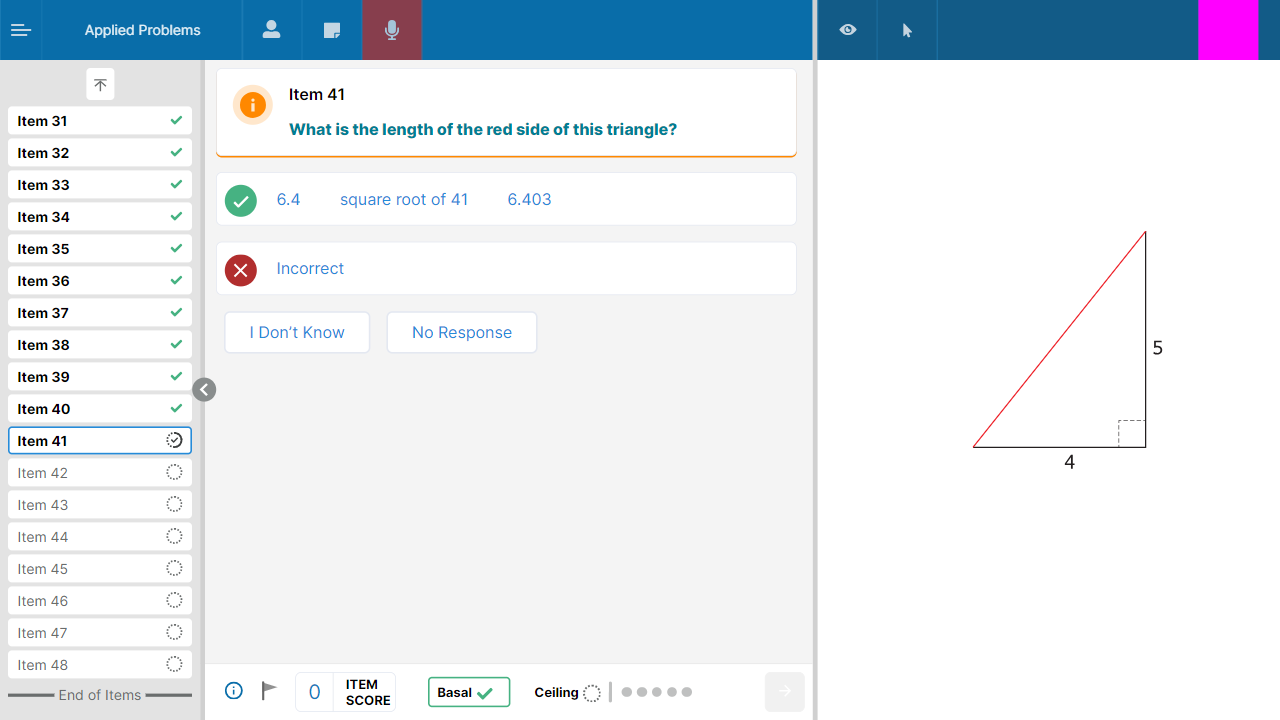 Applied Problems
Item 31
Item 32
Item 33
Item 34
Item 35
Item 36
Item 37
Item 38
Item 39
Item 40
Item 41
Item 42
Item 43
Item 44
Item 45
Item 46
Item 47
Item 48
End of Items
Item 41
What is the length of the red side of this triangle?
6.4 square root of 41 6.403
Incorrect
I Don’t Know No Response
0 ITEM SCORE Basal Ceiling
5
4